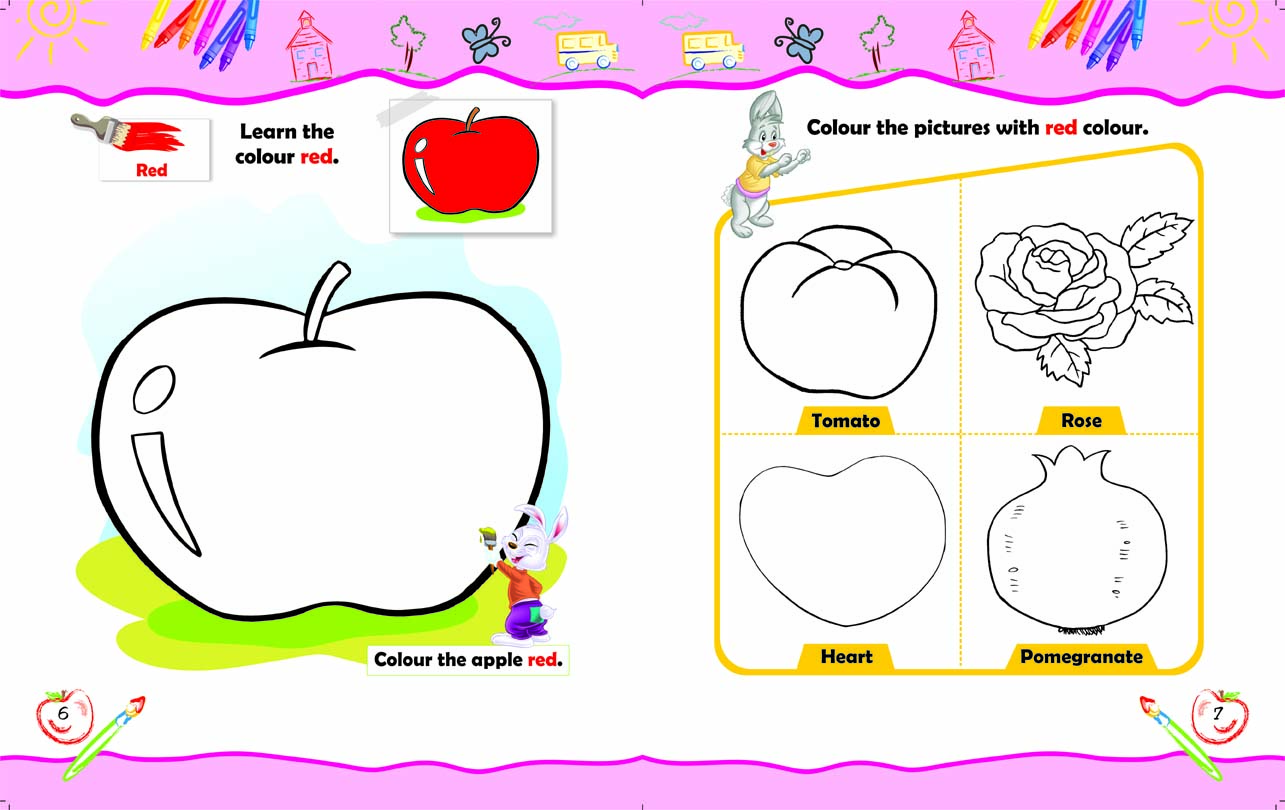 Red
Learn the
colour red.
Colour the apple red.
6
Colour the pictures with red colour.
Tomato
Rose
Heart
Pomegranate
7